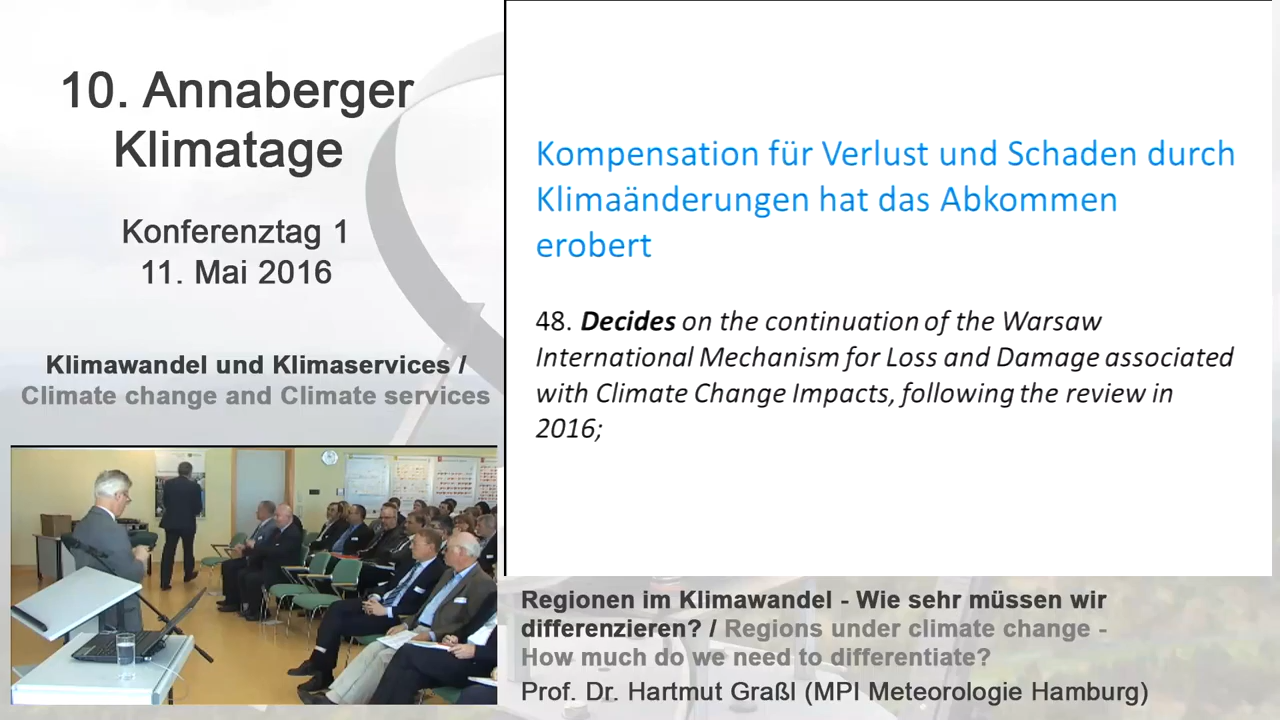 10. Annaberger
Klimatage
Konferenztag 1
11. Mai 2016
Klimawandel und Klimaservices /
Climate change and Climate services
Kompensation für Verlust und Schaden durch
Klimaänderungen hat das Abkommen
erobert
48. Decides on the continuation of the Warsaw
International Mechanism for Loss and Damage associated
with Climate Change Impacts, following the review in
2016;
Regionen im Klimawandel - Wie sehr müssen wir
differenzieren? / Regions under climate change -
How much do we need to differentiate?
Prof. Dr. Hartmut Graßl (MPI Meteorologie Hamburg)